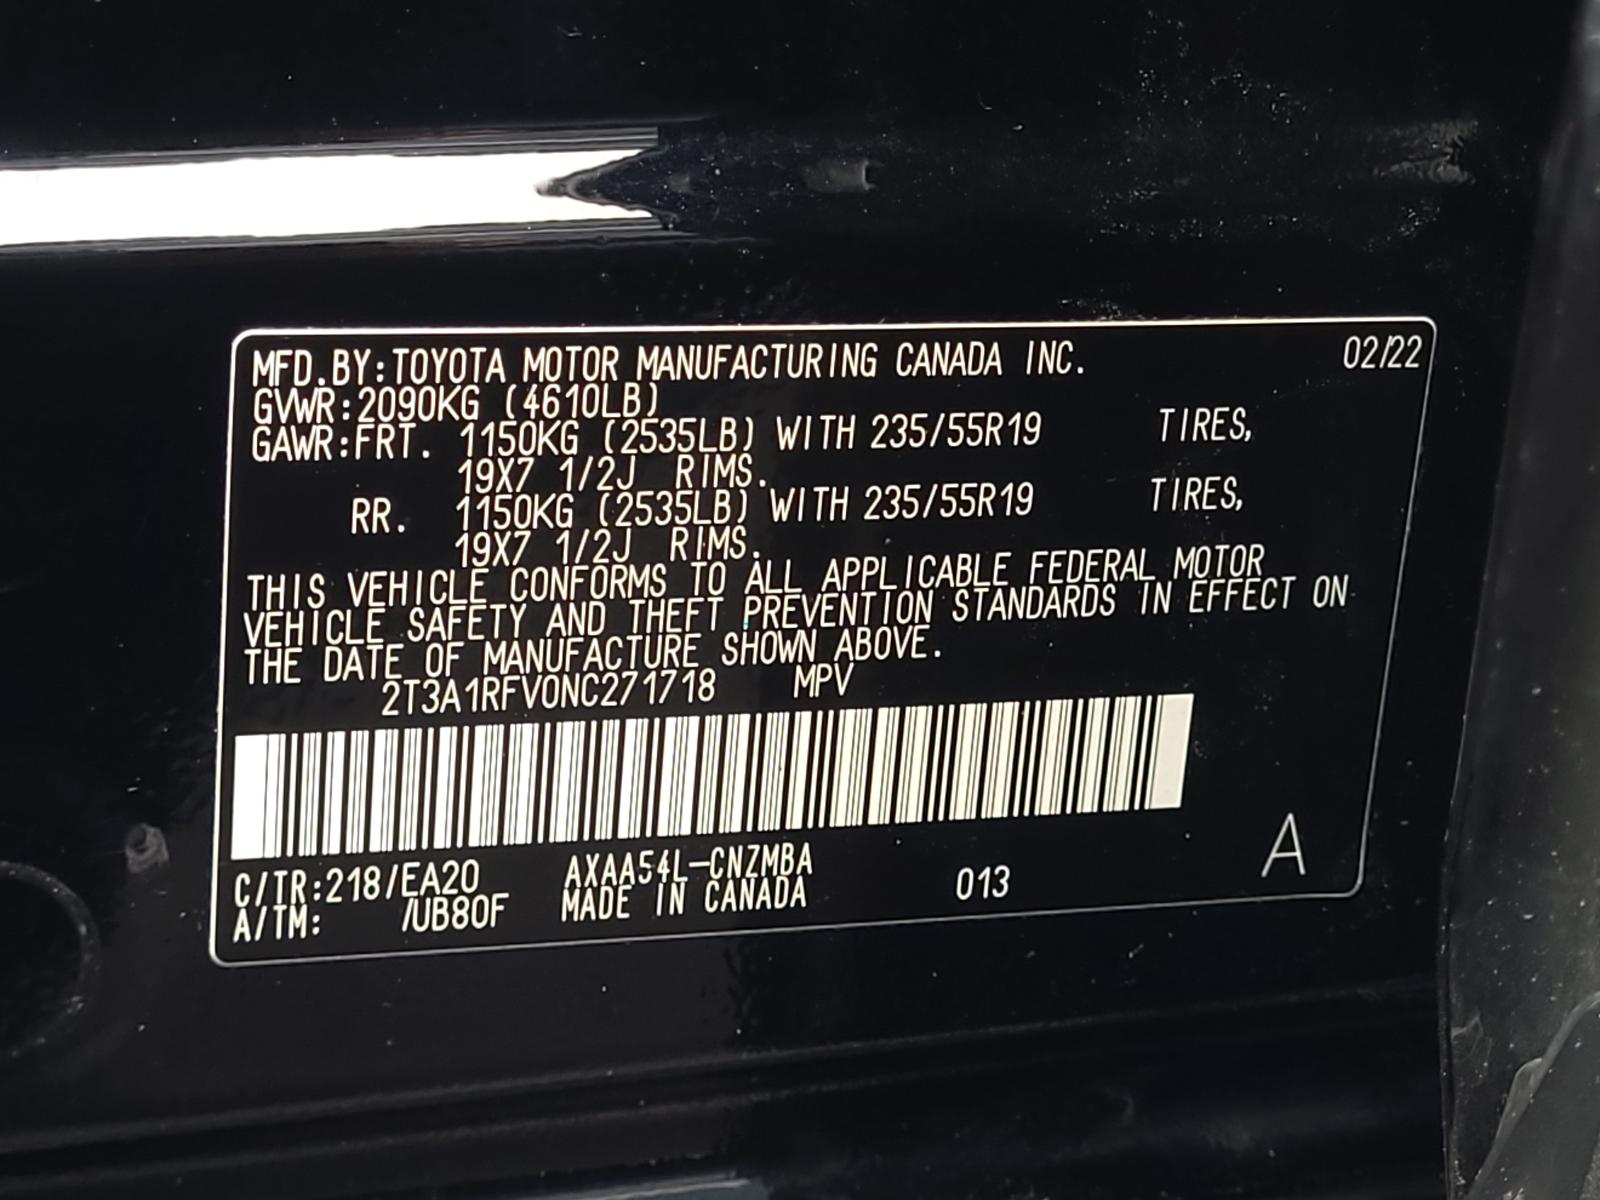 MFD.BY:TOYOTA MOTOR MANUFACTURING CANADA INC. 02/22
GVWR:2090KG (4610LB)
GAWR:FRT. 1150KG (2535LB) WITH 235/55R19 TIRES,
19X7 1/2J RIMS.
RR. 1150KG (2535LB) WITH 235/55R19 TIRES,
19X7 1/2J RIMS.
THIS VEHICLE CONFORMS TO ALL APPLICABLE FEDERAL MOTOR
VEHICLE SAFETY AND THEFT PREVENTION STANDARDS IN EFFECT ON
THE DATE OF MANUFACTURE SHOWN ABOVE.
2T3A1RFV0NC271718 MPV
C/TR:218/EA20 AXAA54L-CNZMBA
A/TM: /UB80F MADE IN CANADA 013 A